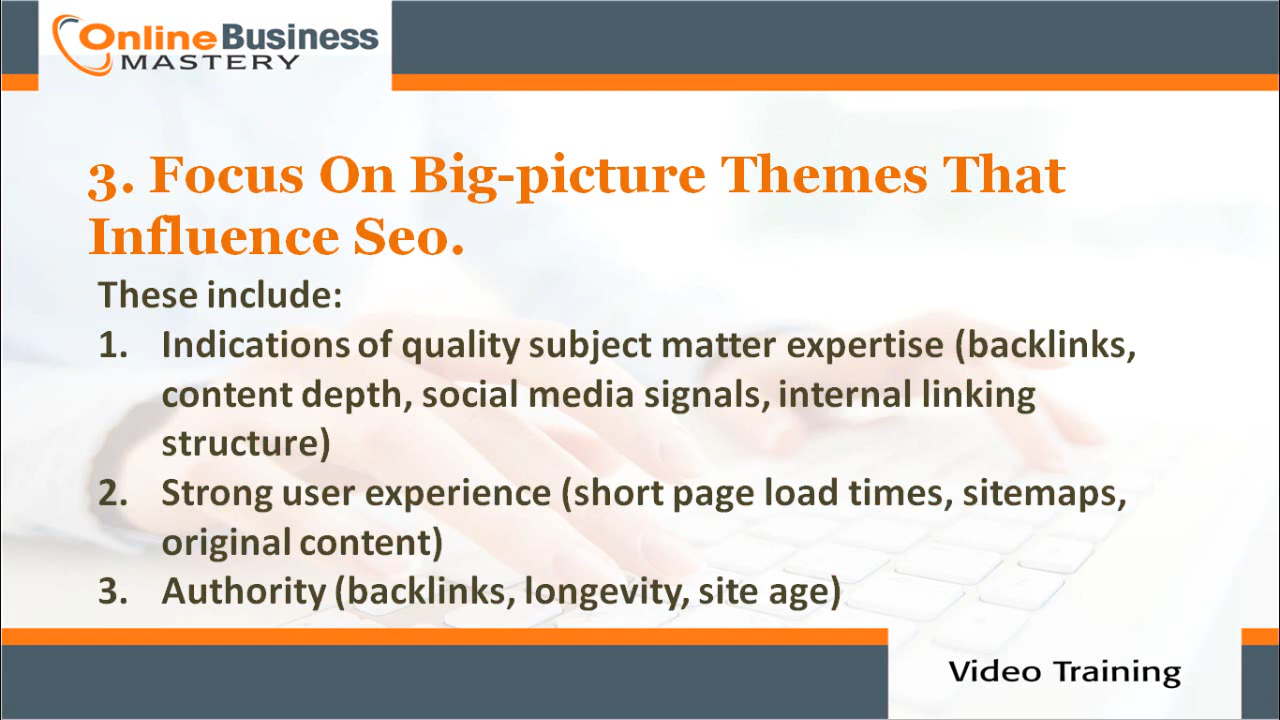 Online Business
MASTERY
3. Focus On Big-picture Themes That
Influence Seo.
These include:
1. Indications of quality subject matter expertise (backlinks,
content depth, social media signals, internal linking
structure)
2. Strong user experience (short page load times, sitemaps,
original content)
3. Authority (backlinks, longevity, site age)
Video Training